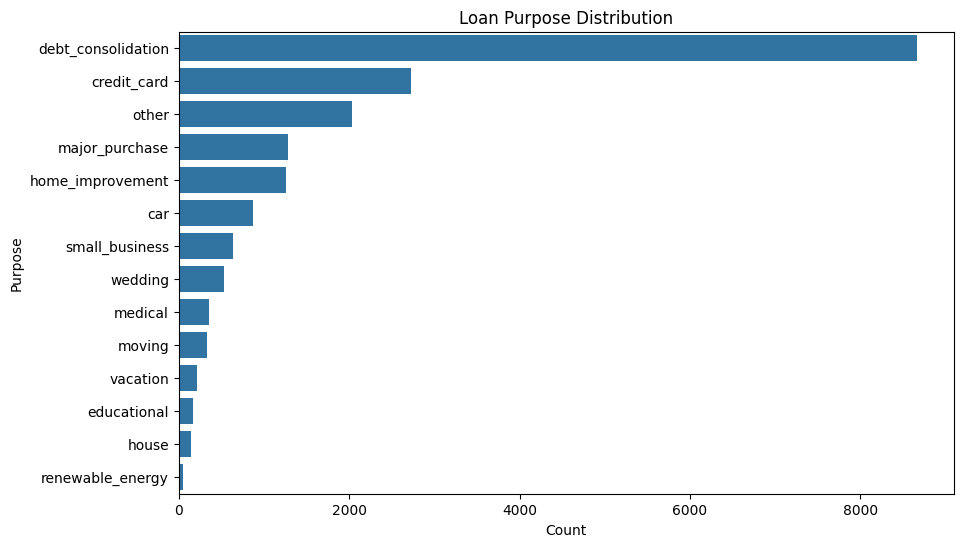 Loan Purpose Distribution
debt_consolidation
credit_card
other
major_purchase
home_improvement
car
small_business
wedding
medical
moving
vacation
educational
house
renewable_energy
Purpose
0 2000 4000 6000 8000
Count